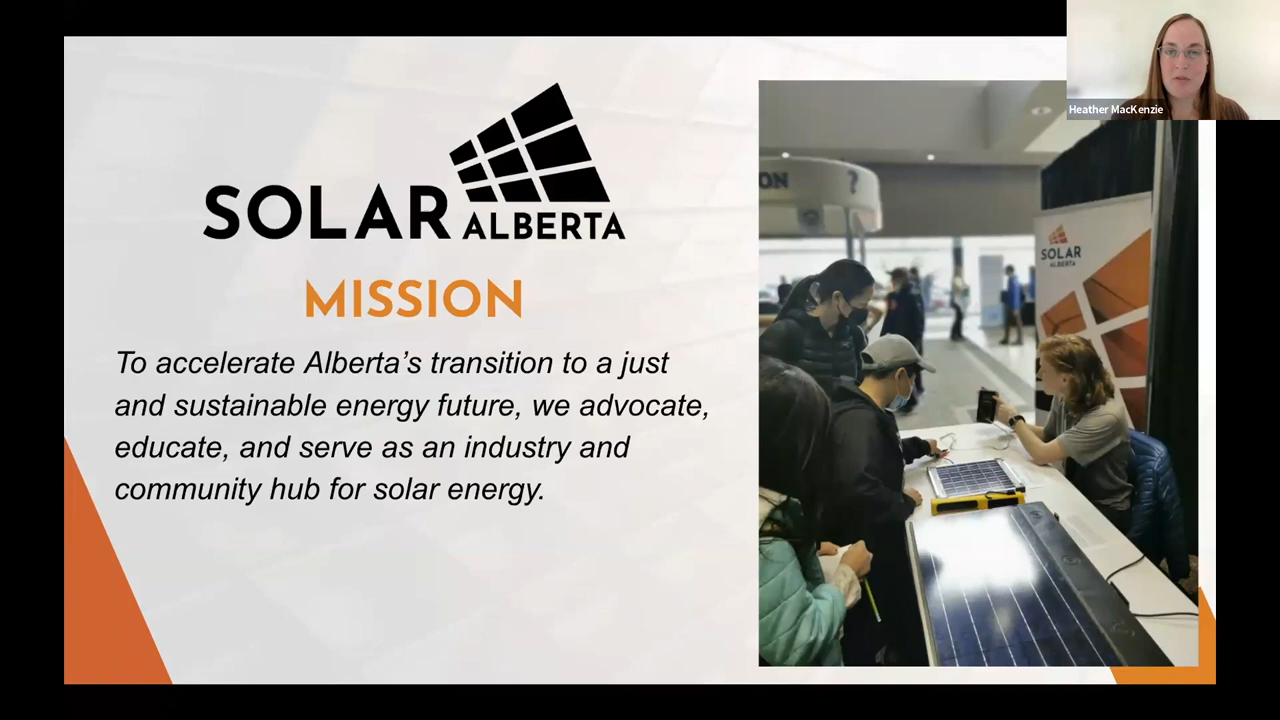 Heather MacKenzie
SOLAR
ALBERTA
MISSION
To accelerate Alberta’s transition to a just
and sustainable energy future, we advocate,
educate, and serve as an industry and
community hub for solar energy.
ON ?
SOLAR
ALBERTA